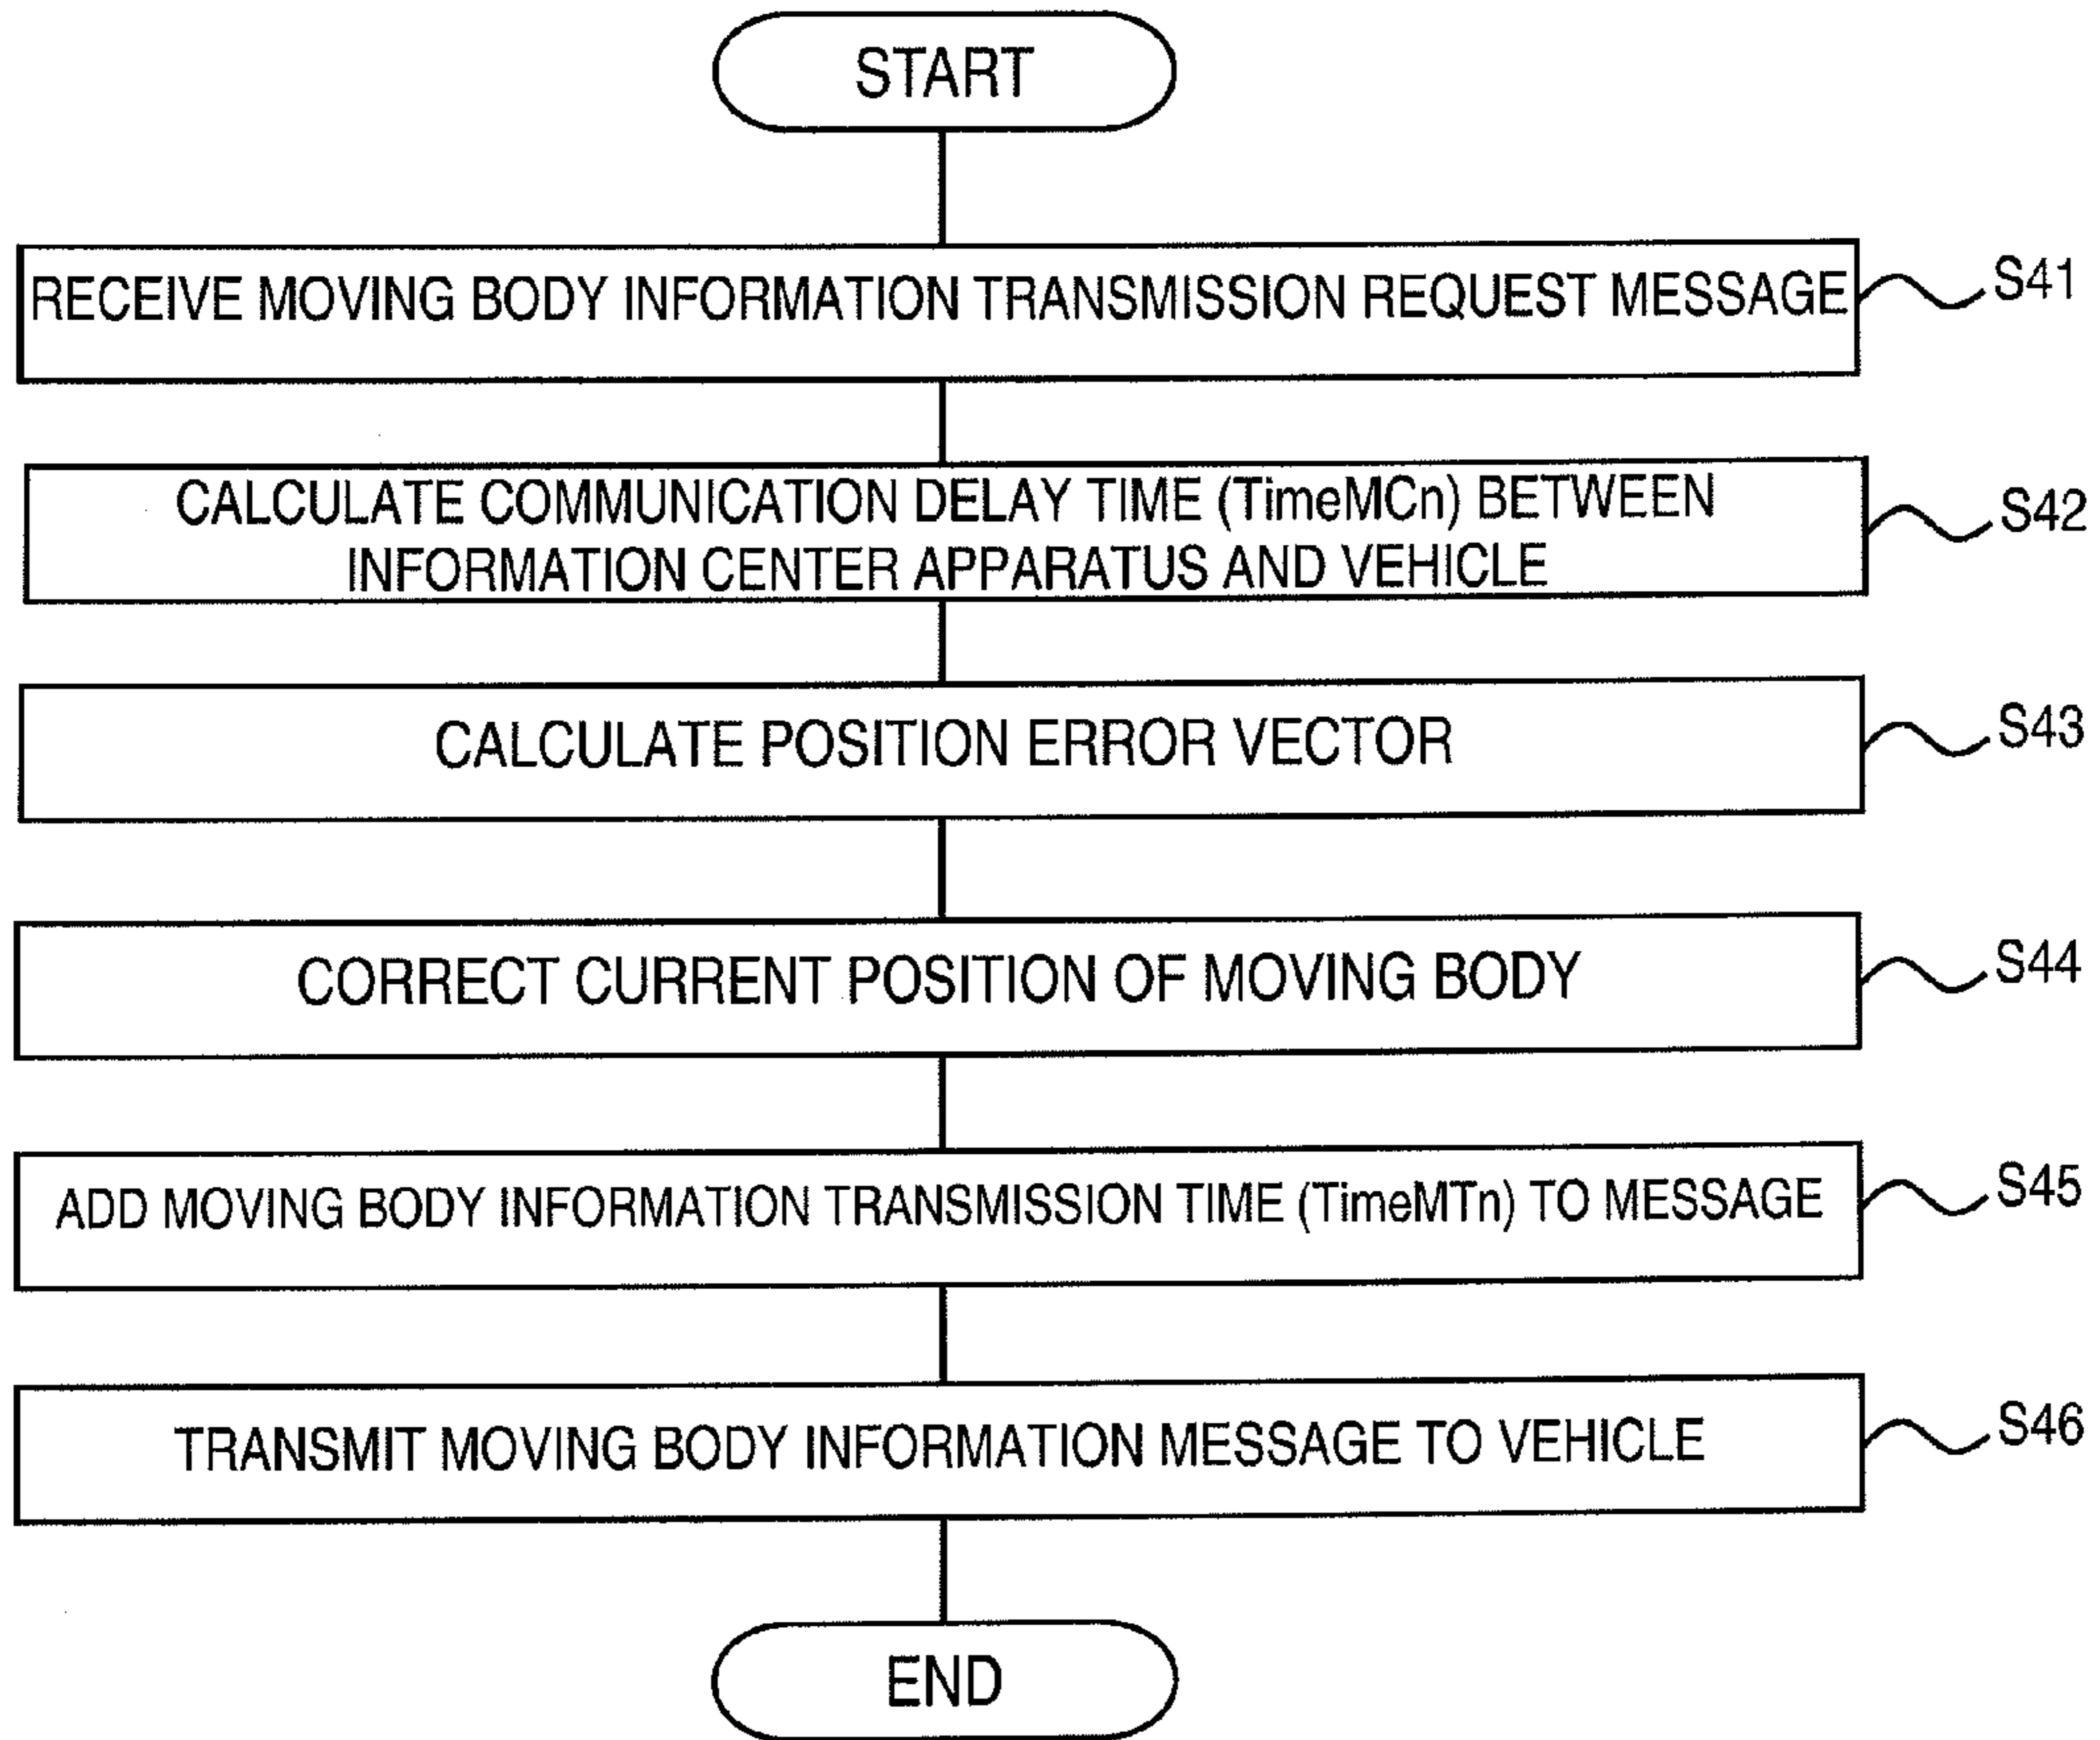 START
RECEIVE MOVING BODY INFORMATION TRANSMISSION REQUEST MESSAGE
S41
CALCULATE COMMUNICATION DELAY TIME (TimeMCn) BETWEEN
INFORMATION CENTER APPARATUS AND VEHICLE
S42
CALCULATE POSITION ERROR VECTOR
S43
CORRECT CURRENT POSITION OF MOVING BODY
S44
ADD MOVING BODY INFORMATION TRANSMISSION TIME (TimeMTn) TO MESSAGE
S45
TRANSMIT MOVING BODY INFORMATION MESSAGE TO VEHICLE
S46
END